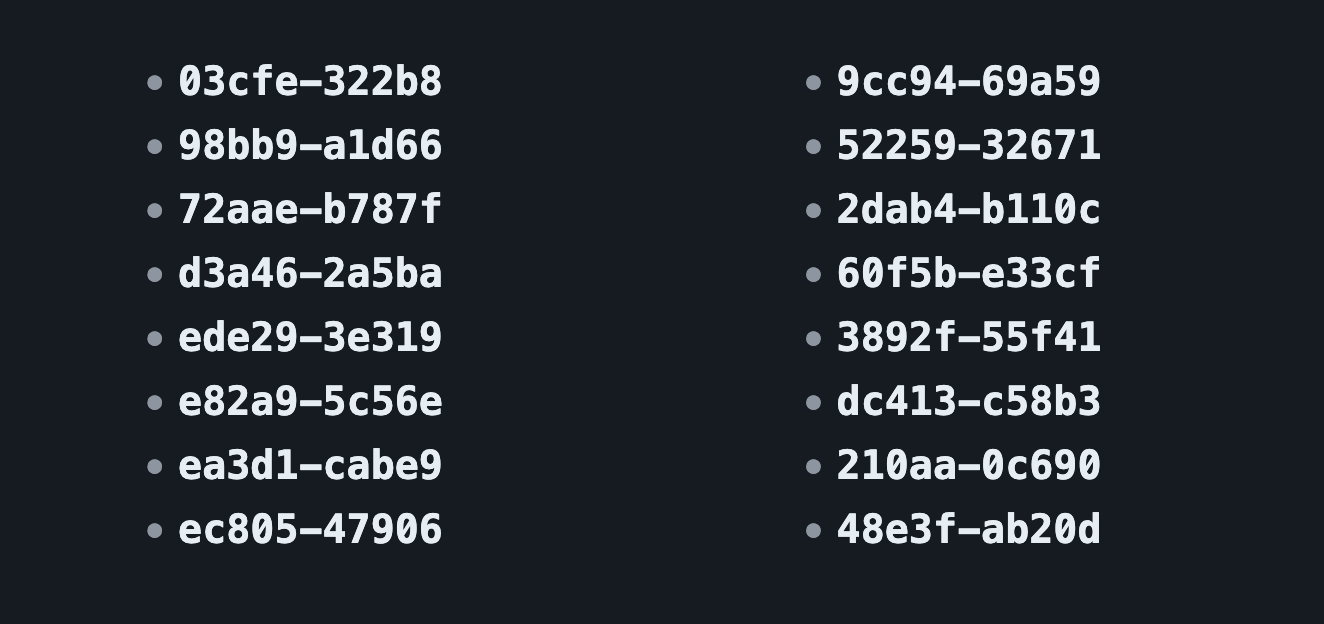 03cfe-322b8
98bb9-a1d66
72aae-b787f
d3a46-2a5ba
ede29-3e319
e82a9-5c56e
ea3d1-cabe9
ec805-47906
9cc94-69a59
52259-32671
2dab4-b110c
60f5b-e33cf
3892f-55f41
dc413-c58b3
210aa-0c690
48e3f-ab20d